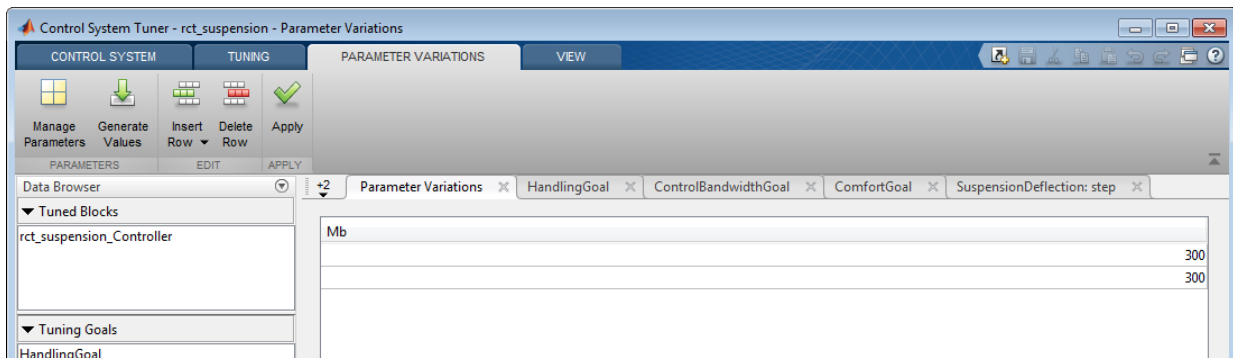 Control System Tuner - rct_suspension - Parameter Variations
CONTROL SYSTEM TUNING PARAMETER VARIATIONS VIEW
Manage Parameters
Generate Values
Insert Row
Delete Row
Apply
PARAMETERS EDIT APPLY
Data Browser
+2 Parameter Variations HandlingGoal ControlBandwidthGoal ComfortGoal SuspensionDeflection: step
Tuned Blocks
rct_suspension_Controller
Mb
300
300
Tuning Goals
HandlingGoal